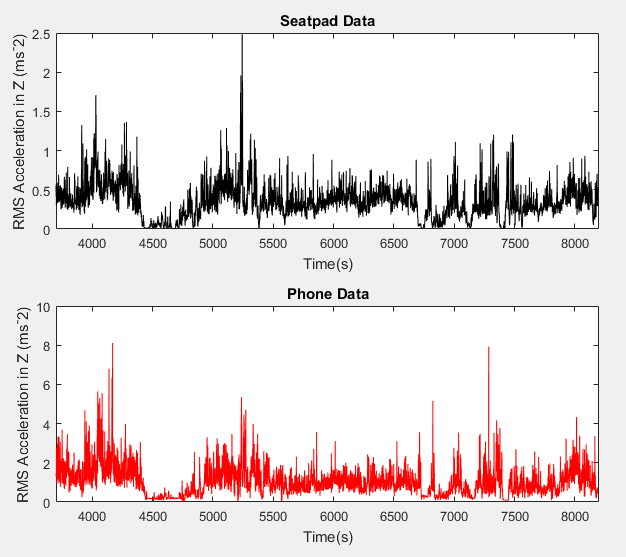 Seatpad Data
2.5
2
1.5
1
0.5
0
RMS Acceleration in Z (ms-2)
4000 4500 5000 5500 6000 6500 7000 7500 8000
Time(s)
Phone Data
10
8
6
4
2
0
RMS Acceleration in Z (ms-2)
4000 4500 5000 5500 6000 6500 7000 7500 8000
Time(s)